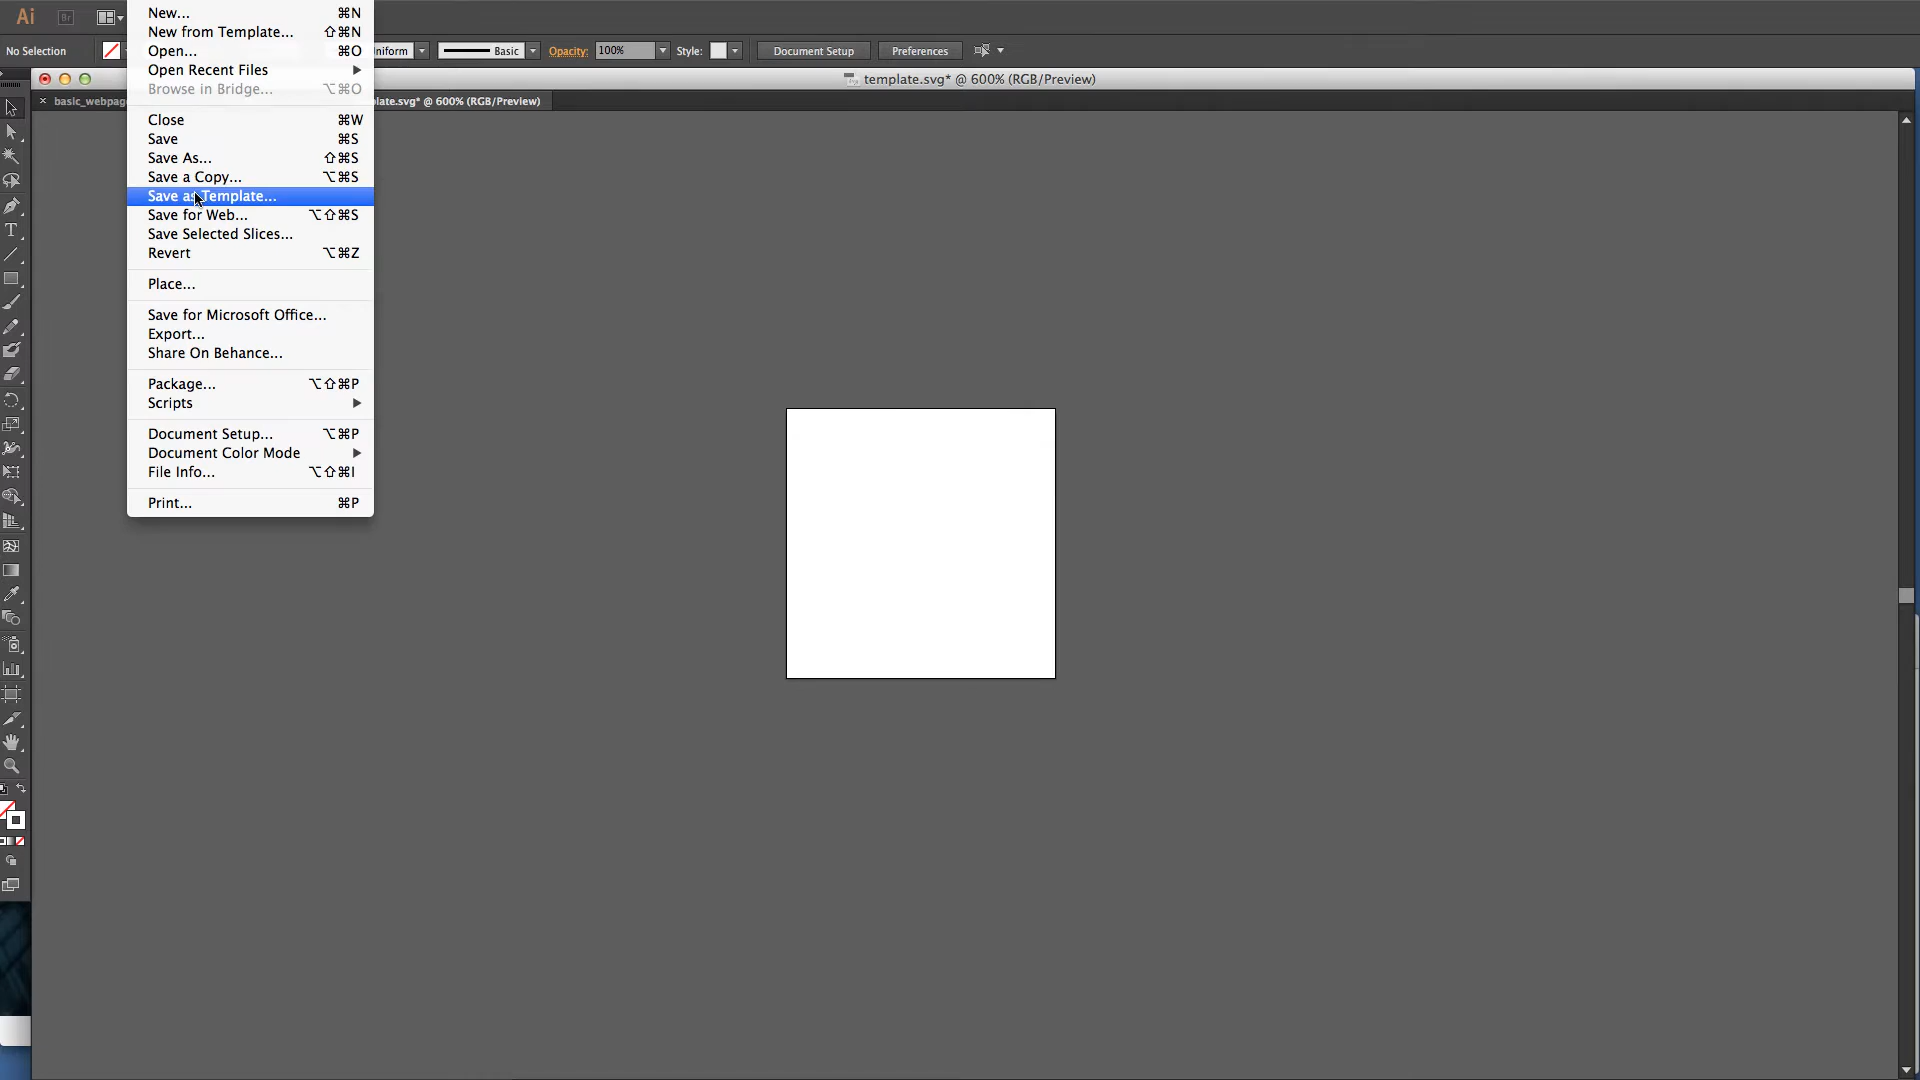 Ai Br
No Selection Uniform Basic Opacity: 100% Style: Document Setup Preferences
template.svg* @ 600% (RGB/Preview)
basic_webpag plate.svg* @ 600% (RGB/Preview)
New... ⌘N
New from Template... ⇧⌘N
Open... ⌘O
Open Recent Files
Browse in Bridge... ⌥⌘O
Close ⌘W
Save ⌘S
Save As... ⇧⌘S
Save a Copy... ⌥⌘S
Save as Template...
Save for Web... ⌥⇧⌘S
Save Selected Slices...
Revert ⌥⌘Z
Place...
Save for Microsoft Office...
Export...
Share On Behance...
Package... ⌥⇧⌘P
Scripts
Document Setup... ⌥⌘P
Document Color Mode
File Info... ⌥⇧⌘I
Print... ⌘P